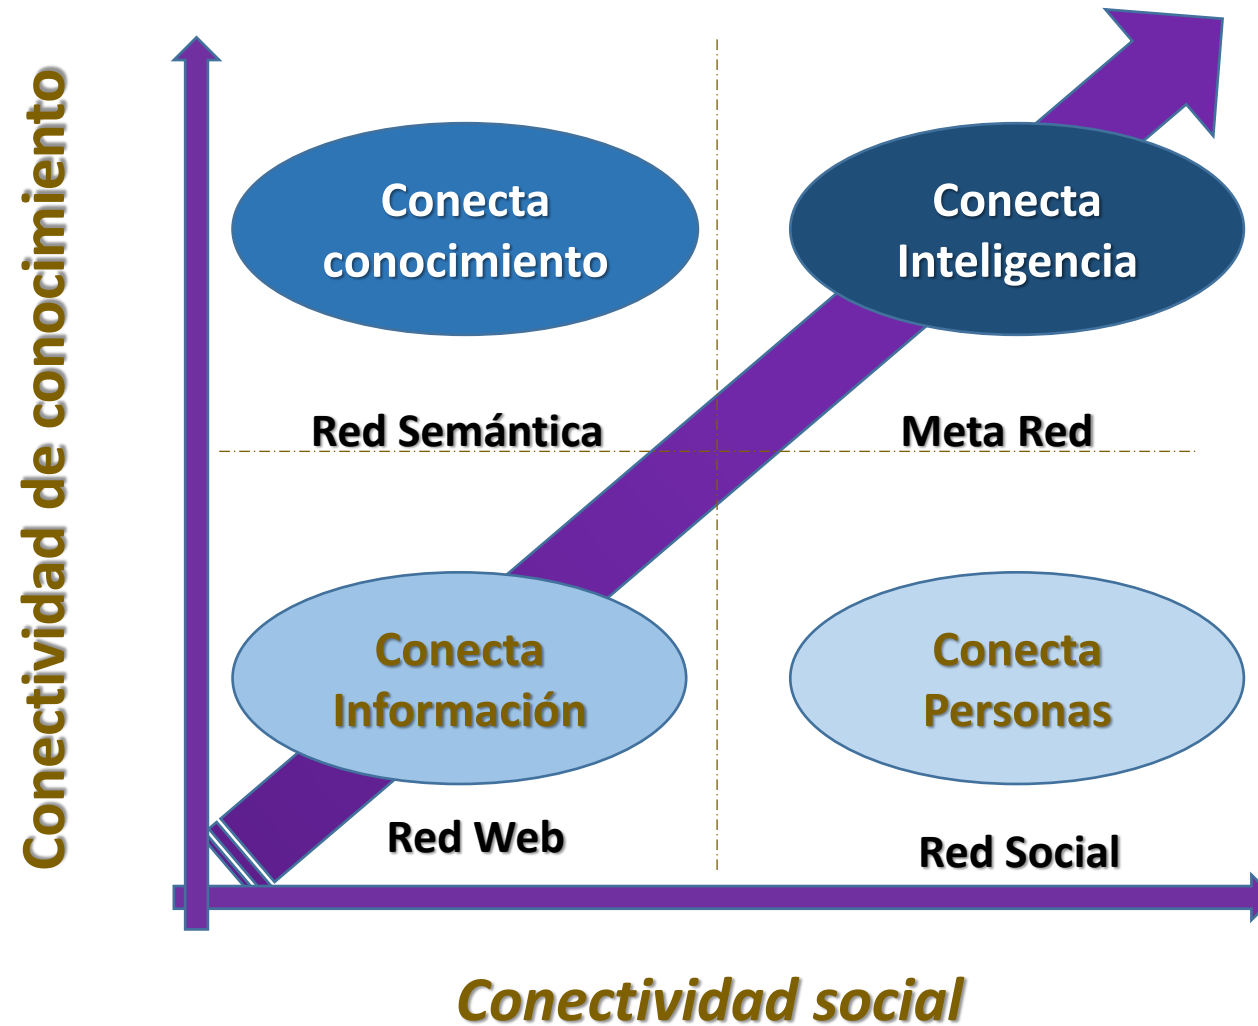 Conectividad de conocimiento
Conecta
conocimiento
Conecta
Inteligencia
Red Semántica
Meta Red
Conecta
Información
Conecta
Personas
Red Web
Red Social
Conectividad social